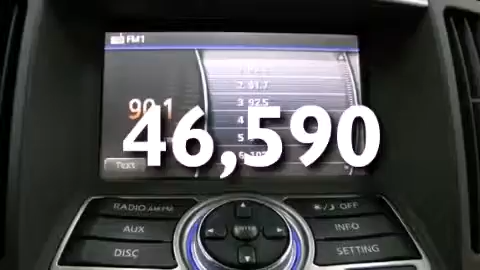 FM1
2 91.7
3 92.5
90.1
4
46,590
5
6
Text
RADIO AM·FM
OFF
AUX
ENTER
INFO
DISC
SETTING